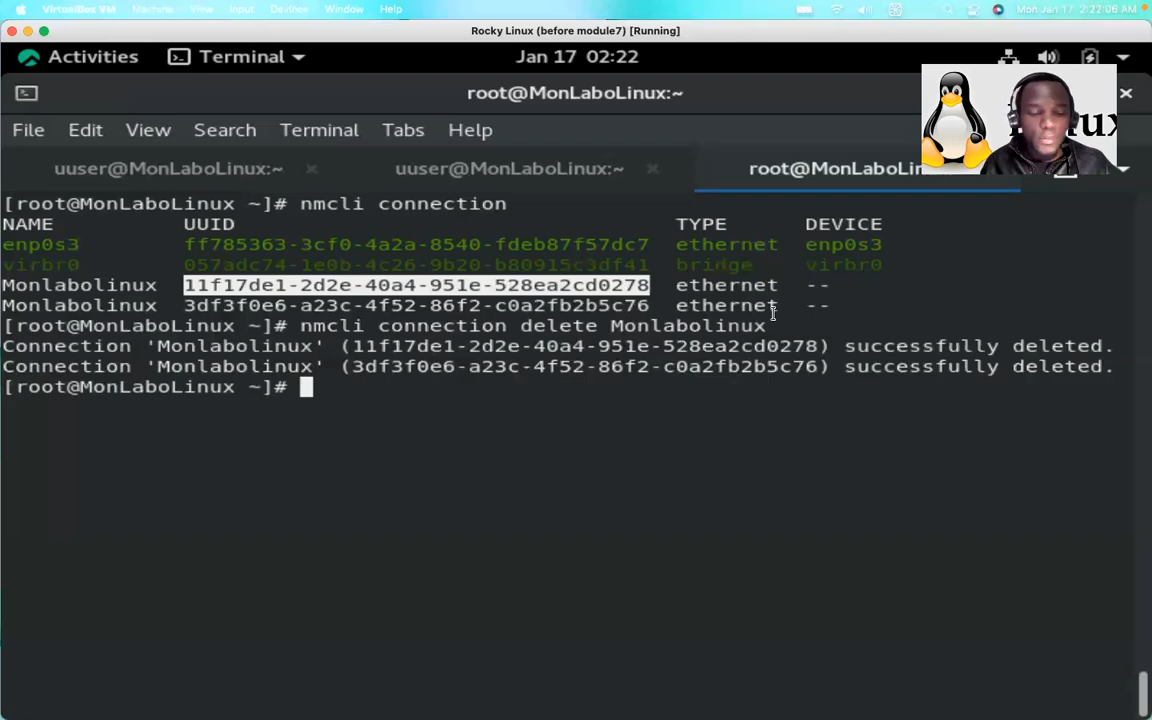 VirtualBox VM Machine View Input Devices Window Help Mon Jan 17 2:22:06 AM
Rocky Linux (before module7) [Running]
Activities Terminal Jan 17 02:22
root@MonLaboLinux:~
File Edit View Search Terminal Tabs Help
uuser@MonLaboLinux:~ uuser@MonLaboLinux:~ root@MonLaboLin
[root@MonLaboLinux ~]# nmcli connection
NAME UUID TYPE DEVICE
enp0s3 ff785363-3cf0-4a2a-8540-fdeb87f57dc7 ethernet enp0s3
virbr0 057adc74-1e0b-4c26-9b20-b80915c3df41 bridge virbr0
Monlabolinux 11f17de1-2d2e-40a4-951e-528ea2cd0278 ethernet --
Monlabolinux 3df3f0e6-a23c-4f52-86f2-c0a2fb2b5c76 ethernet --
[root@MonLaboLinux ~]# nmcli connection delete Monlabolinux
Connection 'Monlabolinux' (11f17de1-2d2e-40a4-951e-528ea2cd0278) successfully deleted.
Connection 'Monlabolinux' (3df3f0e6-a23c-4f52-86f2-c0a2fb2b5c76) successfully deleted.
[root@MonLaboLinux ~]#